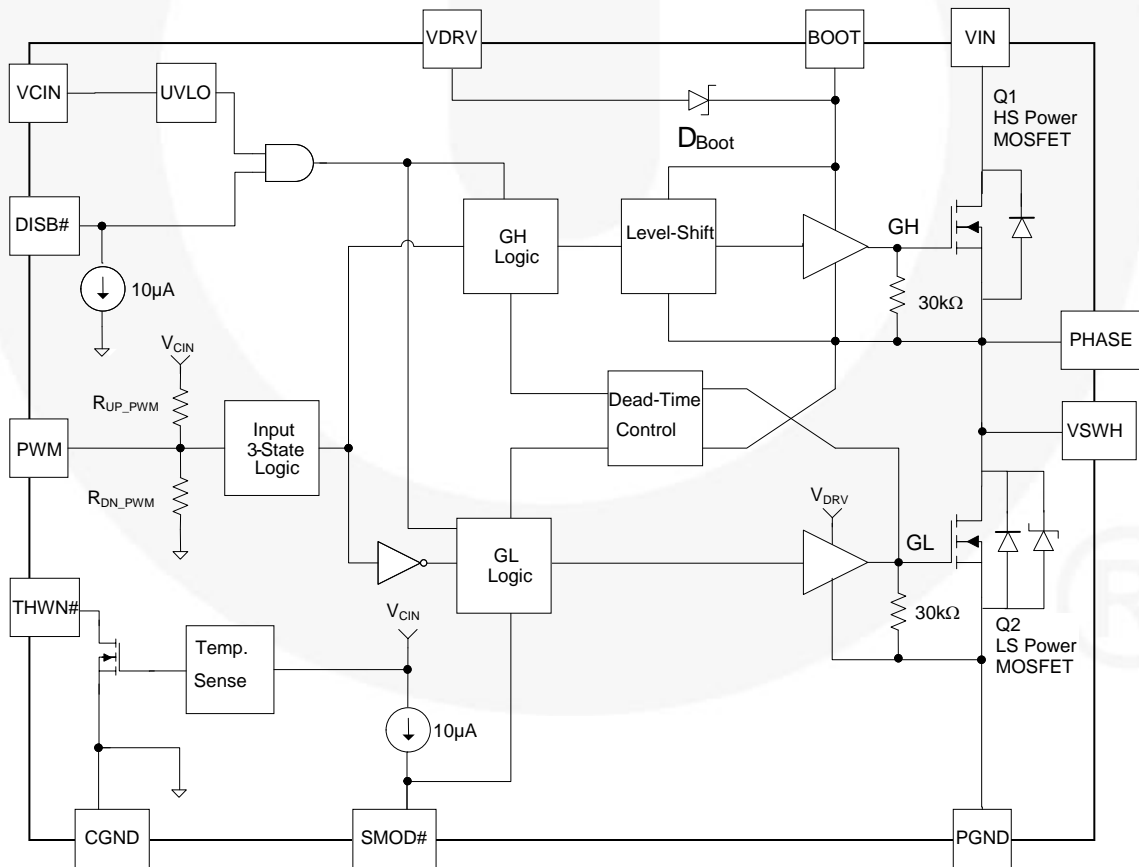 VDRV
BOOT
VIN
VCIN
UVLO
DBoot
Q1
HS Power
MOSFET
DISB#
10µA
GH
Logic
Level-Shift
GH
30kΩ
PHASE
VCIN
RUP_PWM
PWM
RDN_PWM
Input
3-State
Logic
Dead-Time
Control
VSWH
VDRV
GL
GL
Logic
30kΩ
Q2
LS Power
MOSFET
THWN#
Temp.
Sense
VCIN
10µA
CGND
SMOD#
PGND
®